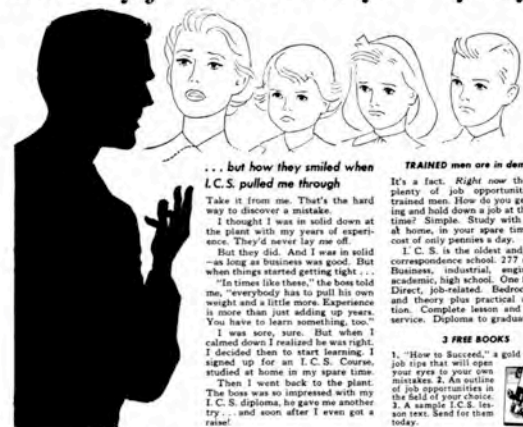 . . . but how they smiled when
I.C.S. pulled me through
Take it from me. That's the hard
way to discover a mistake.
I thought I was in solid down at
the plant with my years of experi-
ence. They'd never lay me off.
But they did. And I was in solid
—as long as business was good. But
when things started getting tight . . .
"In times like these," the boss told
me, "everybody has to pull his own
weight and a little more. Experience
is more than just adding up years.
You have to learn something, too."
I was sore, sure. But when I
calmed down I realized he was right.
I decided then to start learning. I
signed up for an I. C. S. Course,
studied at home in my spare time.
Then I went back to the plant.
The boss was so impressed with my
I. C. S. diploma, he gave me another
try . . . and soon after I even got a
raise!
TRAINED men are in dem
It's a fact. Right now th
plenty of job opportuni
trained men. How do you ge
ing and hold down a job at th
time? Simple. Study with
at home, in your spare tim
cost of only pennies a day.
I. C. S. is the oldest and
correspondence school. 277
Business, industrial, engi
academic, high school. One
Direct, job-related. Bedroc
and theory plus practical
tion. Complete lesson and
service. Diploma to gradua
3 FREE BOOKS
1. "How to Succeed," a gold
job tips that will open
your eyes to your own
mistakes. 2. An outline
of job opportunities in
the field of your choice.
3. A sample I.C.S. les-
son text. Send for them
today.